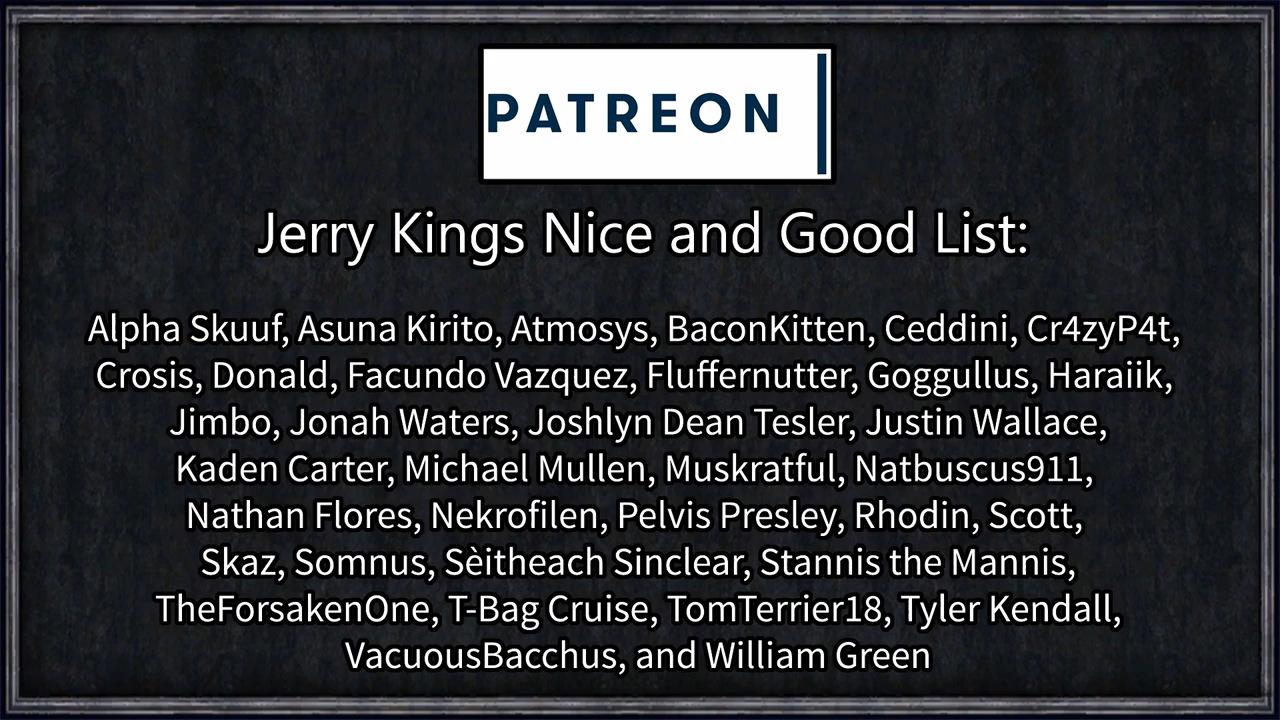 PATREON
Jerry Kings Nice and Good List:
Alpha Skuuf, Asuna Kirito, Atmosys, BaconKitten, Ceddini, Cr4zyP4t,
Crosis, Donald, Facundo Vazquez, Fluffernutter, Goggullus, Haraiik,
Jimbo, Jonah Waters, Joshlyn Dean Tesler, Justin Wallace,
Kaden Carter, Michael Mullen, Muskratful, Natbuscus911,
Nathan Flores, Nekrofilen, Pelvis Presley, Rhodin, Scott,
Skaz, Somnus, Sèitheach Sinclear, Stannis the Mannis,
TheForsakenOne, T-Bag Cruise, TomTerrier18, Tyler Kendall,
VacuousBacchus, and William Green